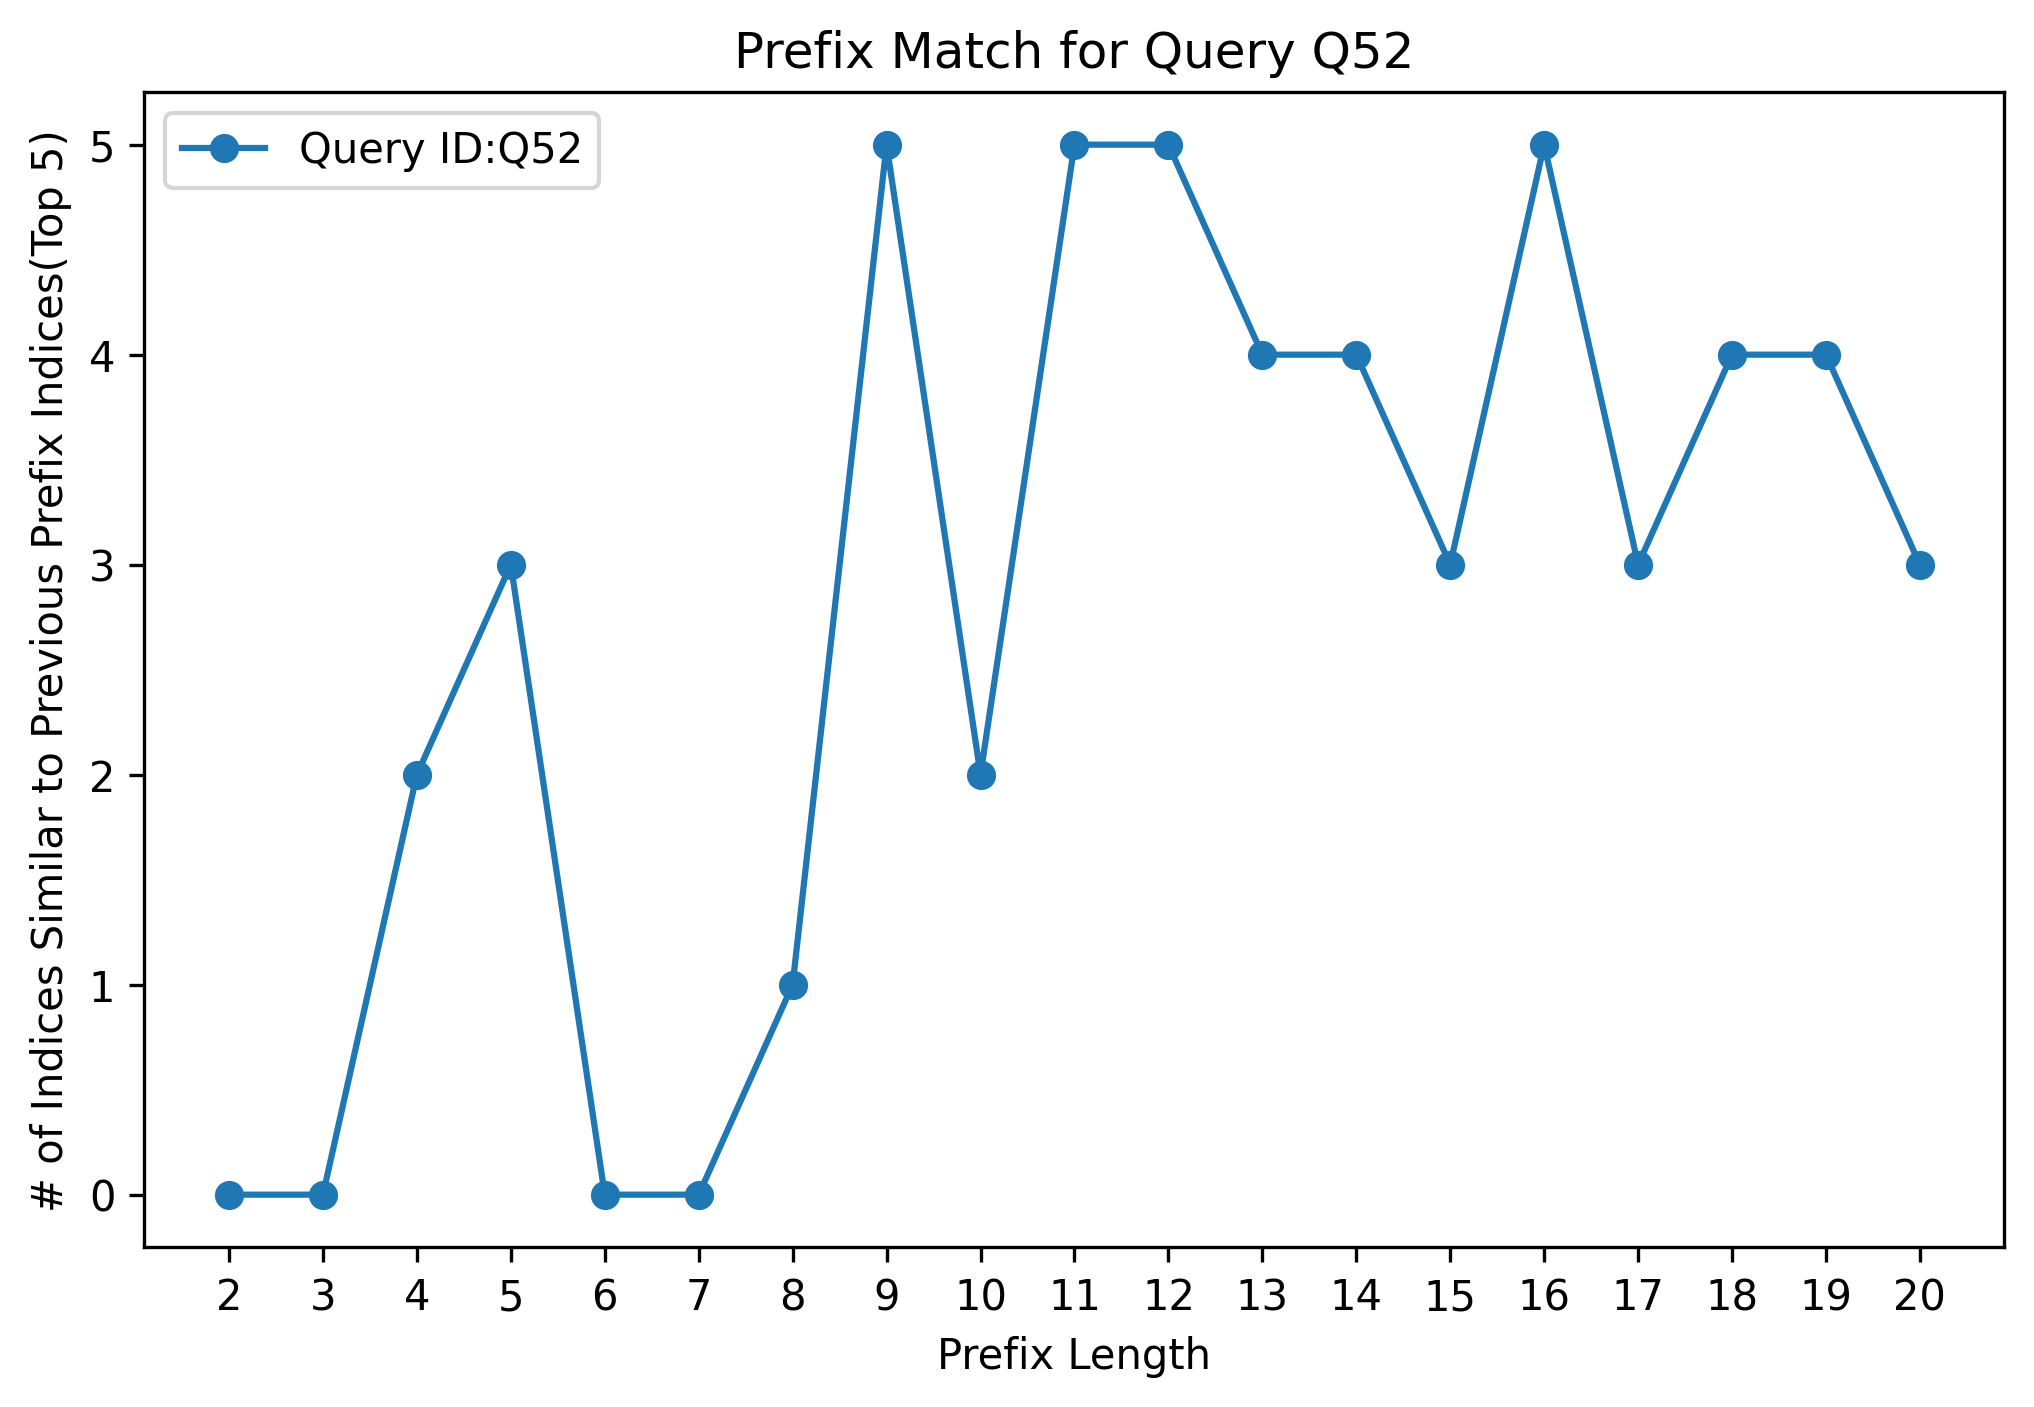 Prefix Match for Query Q52
Query ID:Q52
# of Indices Similar to Previous Prefix Indices(Top 5)
5
4
3
2
1
0
2 3 4 5 6 7 8 9 10 11 12 13 14 15 16 17 18 19 20
Prefix Length